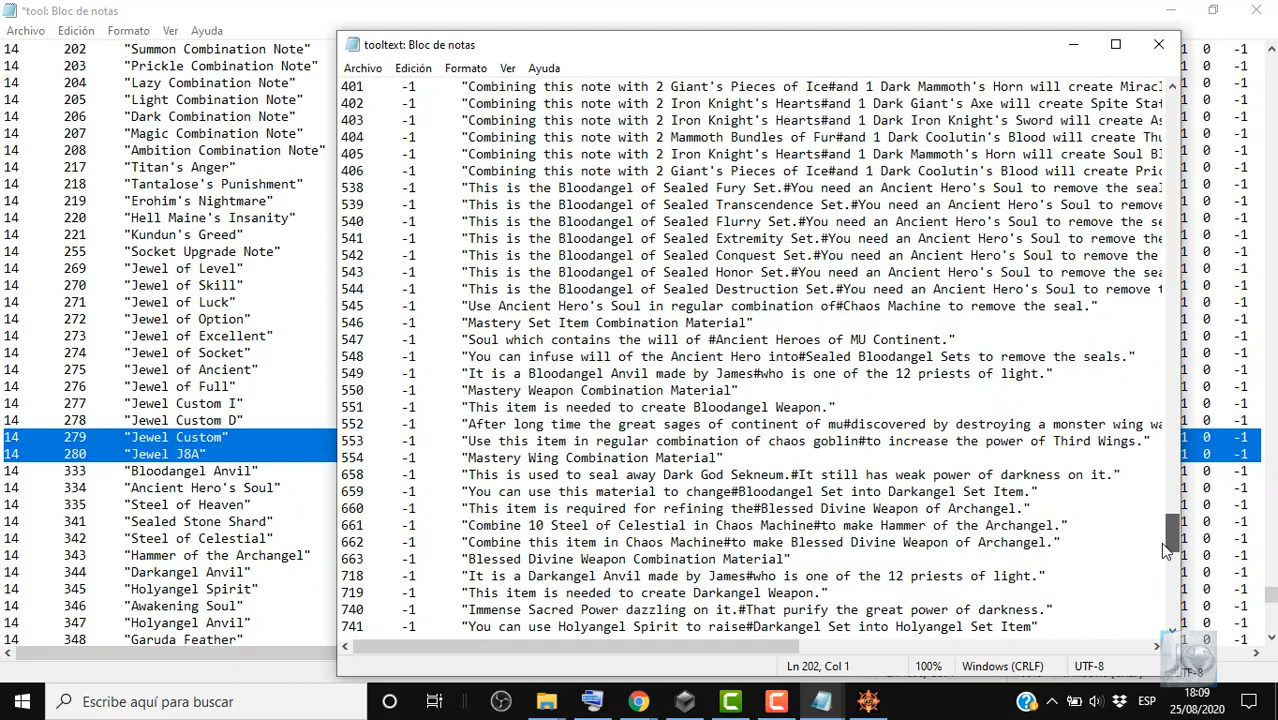 *tool: Bloc de notas
Archivo Edición Formato Ver Ayuda
14 202 "Summon Combination Note"
14 203 "Prickle Combination Note"
14 204 "Lazy Combination Note"
14 205 "Light Combination Note"
14 206 "Dark Combination Note"
14 207 "Magic Combination Note"
14 208 "Ambition Combination Note"
14 217 "Titan's Anger"
14 218 "Tantalose's Punishment"
14 219 "Erohim's Nightmare"
14 220 "Hell Maine's Insanity"
14 221 "Kundun's Greed"
14 255 "Socket Upgrade Note"
14 269 "Jewel of Level"
14 270 "Jewel of Skill"
14 271 "Jewel of Luck"
14 272 "Jewel of Option"
14 273 "Jewel of Excellent"
14 274 "Jewel of Socket"
14 275 "Jewel of Ancient"
14 276 "Jewel of Full"
14 277 "Jewel Custom I"
14 278 "Jewel Custom D"
14 279 "Jewel Custom"
14 280 "Jewel J8A"
14 333 "Bloodangel Anvil"
14 334 "Ancient Hero's Soul"
14 335 "Steel of Heaven"
14 341 "Sealed Stone Shard"
14 342 "Steel of Celestial"
14 343 "Hammer of the Archangel"
14 344 "Darkangel Anvil"
14 345 "Holyangel Spirit"
14 346 "Awakening Soul"
14 347 "Holyangel Anvil"
14 348 "Garuda Feather"
tooltext: Bloc de notas
Archivo Edición Formato Ver Ayuda
401 -1 "Combining this note with 2 Giant's Pieces of Ice#and 1 Dark Mammoth's Horn will create Miracl
402 -1 "Combining this note with 2 Iron Knight's Hearts#and 1 Dark Giant's Axe will create Spite Staf
403 -1 "Combining this note with 2 Iron Knight's Hearts#and 1 Dark Iron Knight's Sword will create As
404 -1 "Combining this note with 2 Mammoth Bundles of Fur#and 1 Dark Coolutin's Blood will create Thu
405 -1 "Combining this note with 2 Iron Knight's Hearts#and 1 Dark Mammoth's Horn will create Soul Bl
406 -1 "Combining this note with 2 Giant's Pieces of Ice#and 1 Dark Coolutin's Blood will create Pric
538 -1 "This is the Bloodangel of Sealed Fury Set.#You need an Ancient Hero's Soul to remove the seal
539 -1 "This is the Bloodangel of Sealed Transcendence Set.#You need an Ancient Hero's Soul to remove
540 -1 "This is the Bloodangel of Sealed Flurry Set.#You need an Ancient Hero's Soul to remove the se
541 -1 "This is the Bloodangel of Sealed Extremity Set.#You need an Ancient Hero's Soul to remove the
542 -1 "This is the Bloodangel of Sealed Conquest Set.#You need an Ancient Hero's Soul to remove the
543 -1 "This is the Bloodangel of Sealed Honor Set.#You need an Ancient Hero's Soul to remove the sea
544 -1 "This is the Bloodangel of Sealed Destruction Set.#You need an Ancient Hero's Soul to remove t
545 -1 "Use Ancient Hero's Soul in regular combination of#Chaos Machine to remove the seal."
546 -1 "Mastery Set Item Combination Material"
547 -1 "Soul which contains the will of #Ancient Heroes of MU Continent."
548 -1 "You can infuse will of the Ancient Hero into#Sealed Bloodangel Sets to remove the seals."
549 -1 "It is a Bloodangel Anvil made by James#who is one of the 12 priests of light."
550 -1 "Mastery Weapon Combination Material"
551 -1 "This item is needed to create Bloodangel Weapon."
552 -1 "After long time the great sages of continent of mu#discovered by destroying a monster wing wa
553 -1 "Use this item in regular combination of chaos goblin#to increase the power of Third Wings."
554 -1 "Mastery Wing Combination Material"
658 -1 "This is used to seal away Dark God Sekneum.#It still has weak power of darkness on it."
659 -1 "You can use this material to change#Bloodangel Set into Darkangel Set Item."
660 -1 "This item is required for refining the#Blessed Divine Weapon of Archangel."
661 -1 "Combine 10 Steel of Celestial in Chaos Machine#to make Hammer of the Archangel."
662 -1 "Combine this item in Chaos Machine#to make Blessed Divine Weapon of Archangel."
663 -1 "Blessed Divine Weapon Combination Material"
718 -1 "It is a Darkangel Anvil made by James#who is one of the 12 priests of light."
719 -1 "This item is needed to create Darkangel Weapon."
740 -1 "Immense Sacred Power dazzling on it.#That purify the great power of darkness."
741 -1 "You can use Holyangel Spirit to raise#Darkangel Set into Holyangel Set Item"
Ln 202, Col 1 100% Windows (CRLF) UTF-8
UTF-8
Escribe aquí para buscar
ESP
18:09
25/08/2020